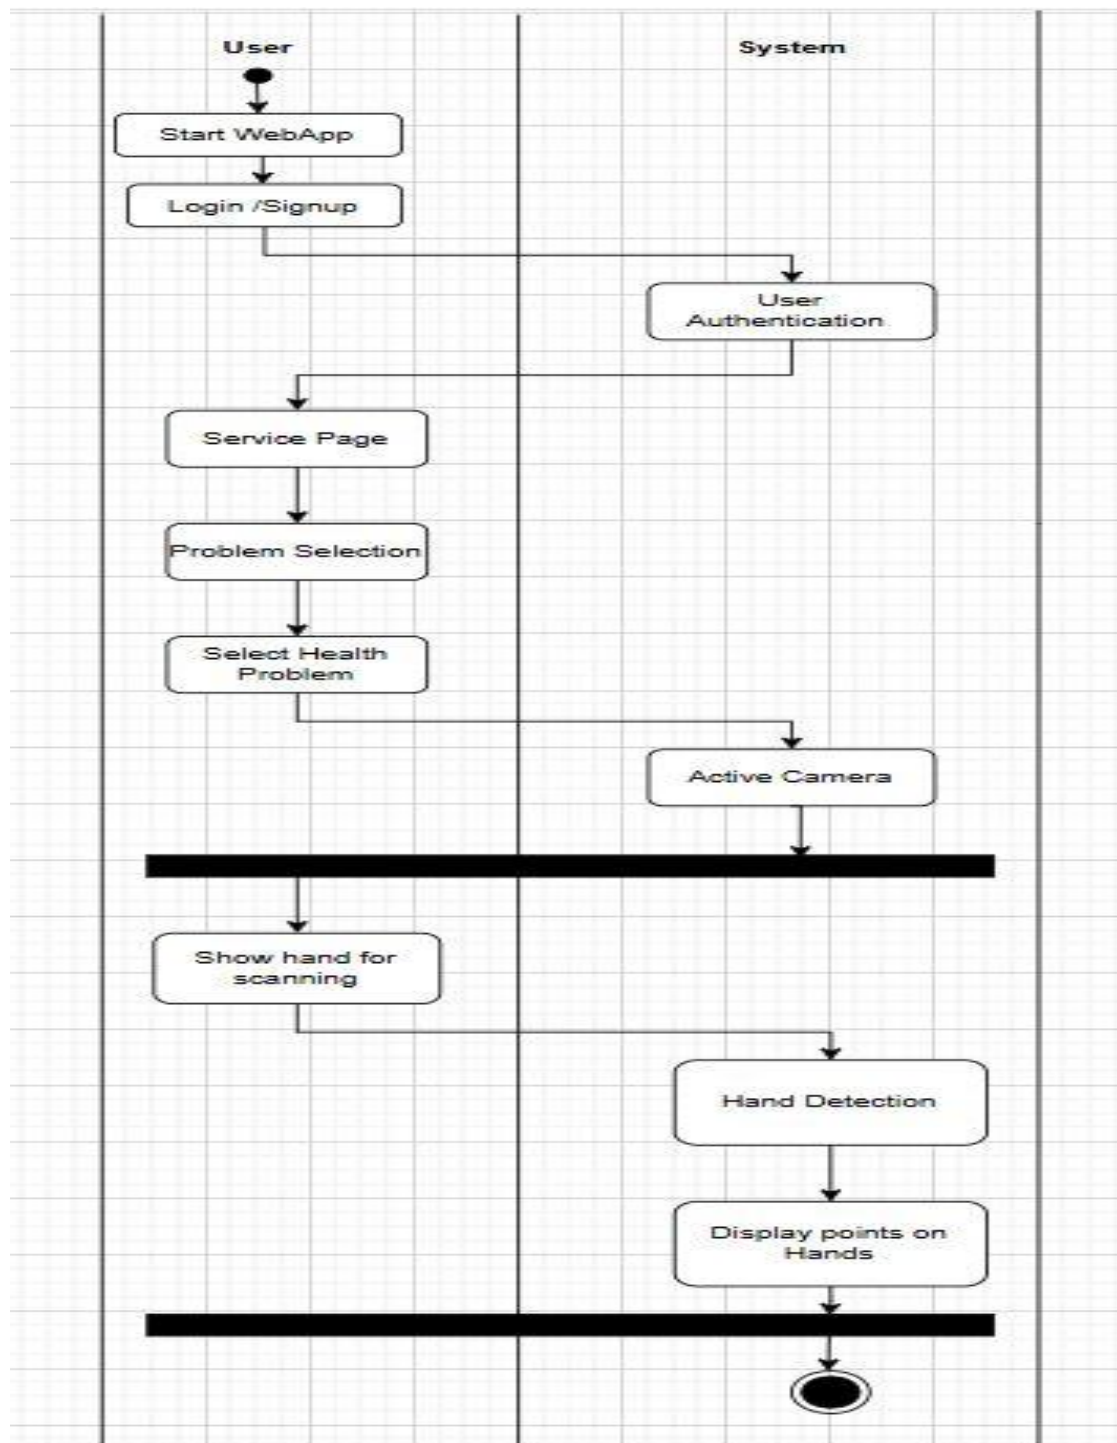 User
System
Start WebApp
Login /Signup
User
Authentication
Service Page
Problem Selection
Select Health
Problem
Active Camera
Show hand for
scanning
Hand Detection
Display points on
Hands